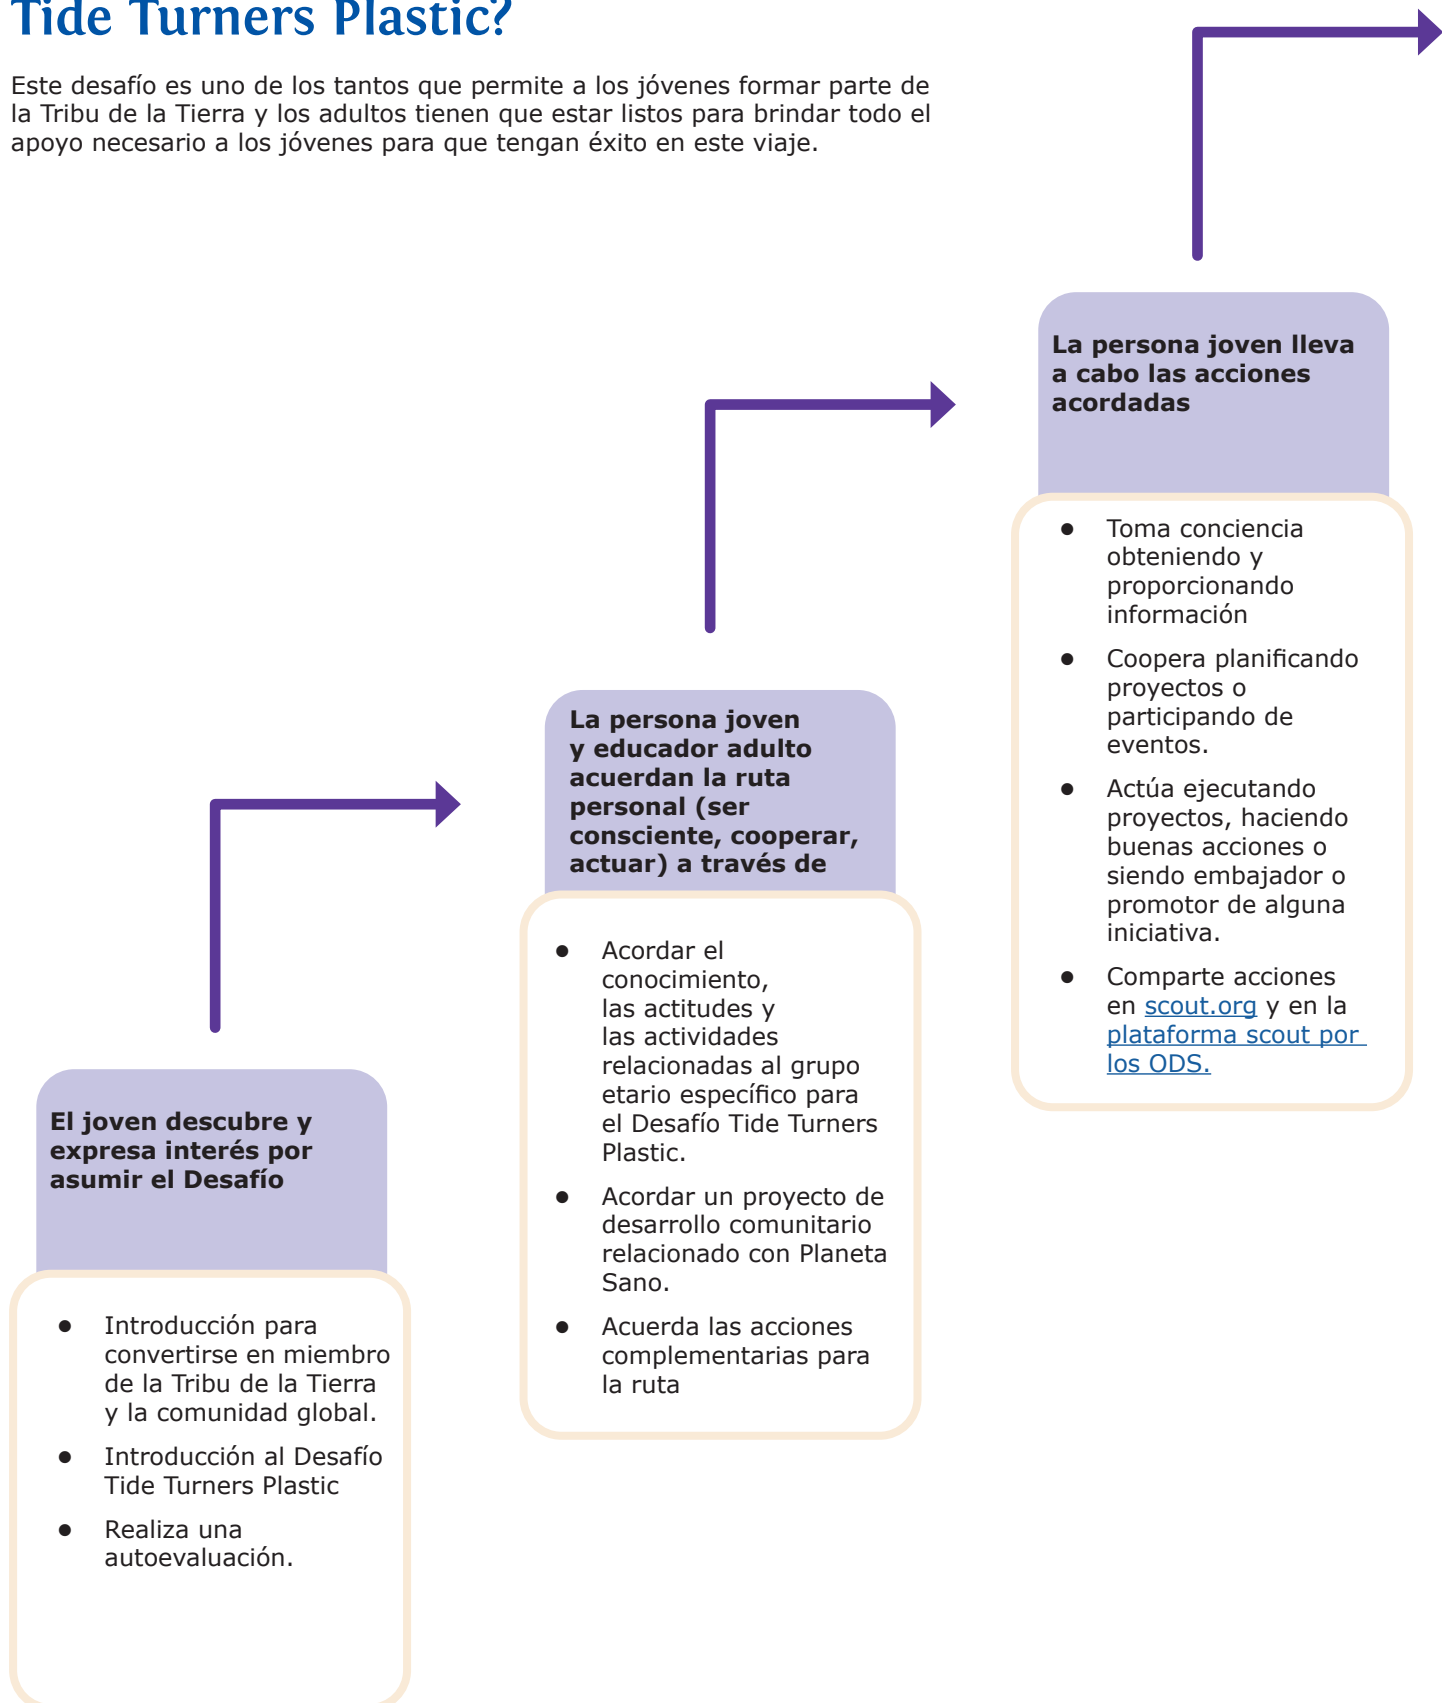 Tide Turners Plastic?
Este desafío es uno de los tantos que permite a los jóvenes formar parte de
la Tribu de la Tierra y los adultos tienen que estar listos para brindar todo el
apoyo necesario a los jóvenes para que tengan éxito en este viaje.
El joven descubre y
expresa interés por
asumir el Desafío
● Introducción para
convertirse en miembro
de la Tribu de la Tierra
y la comunidad global.
● Introducción al Desafío
Tide Turners Plastic
● Realiza una
autoevaluación.
La persona joven
y educador adulto
acuerdan la ruta
personal (ser
consciente, cooperar,
actuar) a través de
● Acordar el
conocimiento,
las actitudes y
las actividades
relacionadas al grupo
etario específico para
el Desafío Tide Turners
Plastic.
● Acordar un proyecto de
desarrollo comunitario
relacionado con Planeta
Sano.
● Acuerda las acciones
complementarias para
la ruta
La persona joven lleva
a cabo las acciones
acordadas
● Toma conciencia
obteniendo y
proporcionando
información
● Coopera planificando
proyectos o
participando de
eventos.
● Actúa ejecutando
proyectos, haciendo
buenas acciones o
siendo embajador o
promotor de alguna
iniciativa.
● Comparte acciones
en scout.org y en la
plataforma scout por
los ODS.